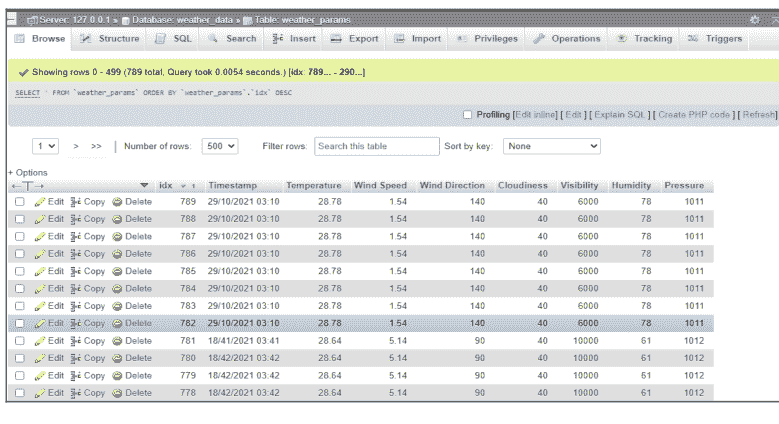 Server: 127.0.0.1 » Database: weather_data » Table: weather_params
Browse Structure SQL Search Insert Export Import Privileges Operations Tracking Triggers
Showing rows 0 - 499 (789 total, Query took 0.0054 seconds.) [idx: 789... - 290...]
SELECT * FROM `weather_params` ORDER BY `weather_params`.`idx` DESC
Profiling [Edit inline] [ Edit ] [ Explain SQL ] [ Create PHP code ] [ Refresh]
1 > >> | Number of rows: 500 Filter rows: Search this table Sort by key: None
+ Options
←T→ idx 1 Timestamp Temperature Wind Speed Wind Direction Cloudiness Visibility Humidity Pressure
Edit Copy Delete 789 29/10/2021 03:10 28.78 1.54 140 40 6000 78 1011
Edit Copy Delete 788 29/10/2021 03:10 28.78 1.54 140 40 6000 78 1011
Edit Copy Delete 787 29/10/2021 03:10 28.78 1.54 140 40 6000 78 1011
Edit Copy Delete 786 29/10/2021 03:10 28.78 1.54 140 40 6000 78 1011
Edit Copy Delete 785 29/10/2021 03:10 28.78 1.54 140 40 6000 78 1011
Edit Copy Delete 784 29/10/2021 03:10 28.78 1.54 140 40 6000 78 1011
Edit Copy Delete 783 29/10/2021 03:10 28.78 1.54 140 40 6000 78 1011
Edit Copy Delete 782 29/10/2021 03:10 28.78 1.54 140 40 6000 78 1011
Edit Copy Delete 781 18/41/2021 03:41 28.64 5.14 90 40 10000 61 1012
Edit Copy Delete 780 18/42/2021 03:42 28.64 5.14 90 40 10000 61 1012
Edit Copy Delete 779 18/42/2021 03:42 28.64 5.14 90 40 10000 61 1012
Edit Copy Delete 778 18/42/2021 03:42 28.64 5.14 90 40 10000 61 1012